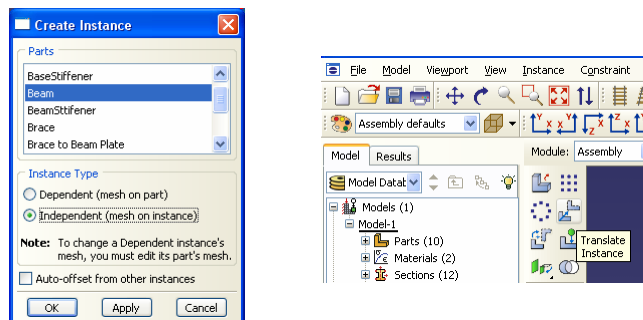 Create Instance
Parts
BaseStiffener
Beam
BeamSttifener
Brace
Brace to Beam Plate
Instance Type
Dependent (mesh on part)
Independent (mesh on instance)
Note: To change a Dependent instance's
mesh, you must edit its part's mesh.
Auto-offset from other instances
OK Apply Cancel
File Model Viewport View Instance Constraint
Assembly defaults
Model Results Module: Assembly
Model Datab
Models (1)
Model-1
Parts (10)
Materials (2)
Sections (12)
Translate
Instance